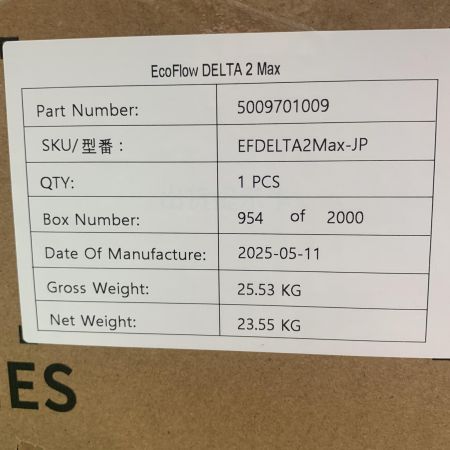 EcoFlow DELTA 2 Max
Part Number: 5009701009
SKU/型番 : EFDELTA2Max-JP
QTY: 1 PCS
Box Number: 954 of 2000
Date Of Manufacture: 2025-05-11
Gross Weight: 25.53 KG
Net Weight: 23.55 KG
ES